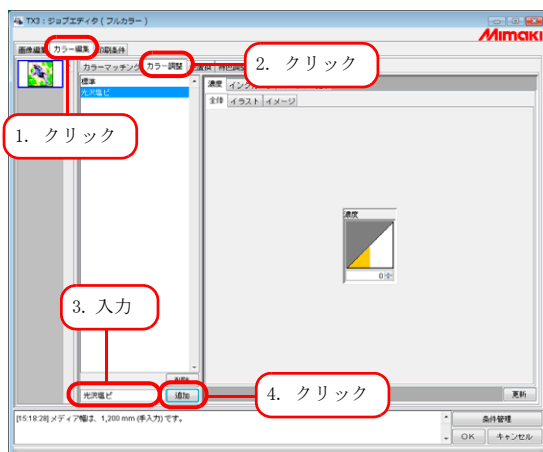 TX3：ジョブエディタ ( フルカラー )
Mimaki
画像編集 カラー編集 印刷条件
2. クリック
カラーマッチング カラー調整
標準
光沢塩ビ
濃度
全体 イラスト イメージ
1. クリック
濃度
0
3. 入力
削除
光沢塩ビ 追加
4. クリック
更新
[15:18:28] メディア幅は、1,200 mm (手入力) です。
条件管理
OK キャンセル